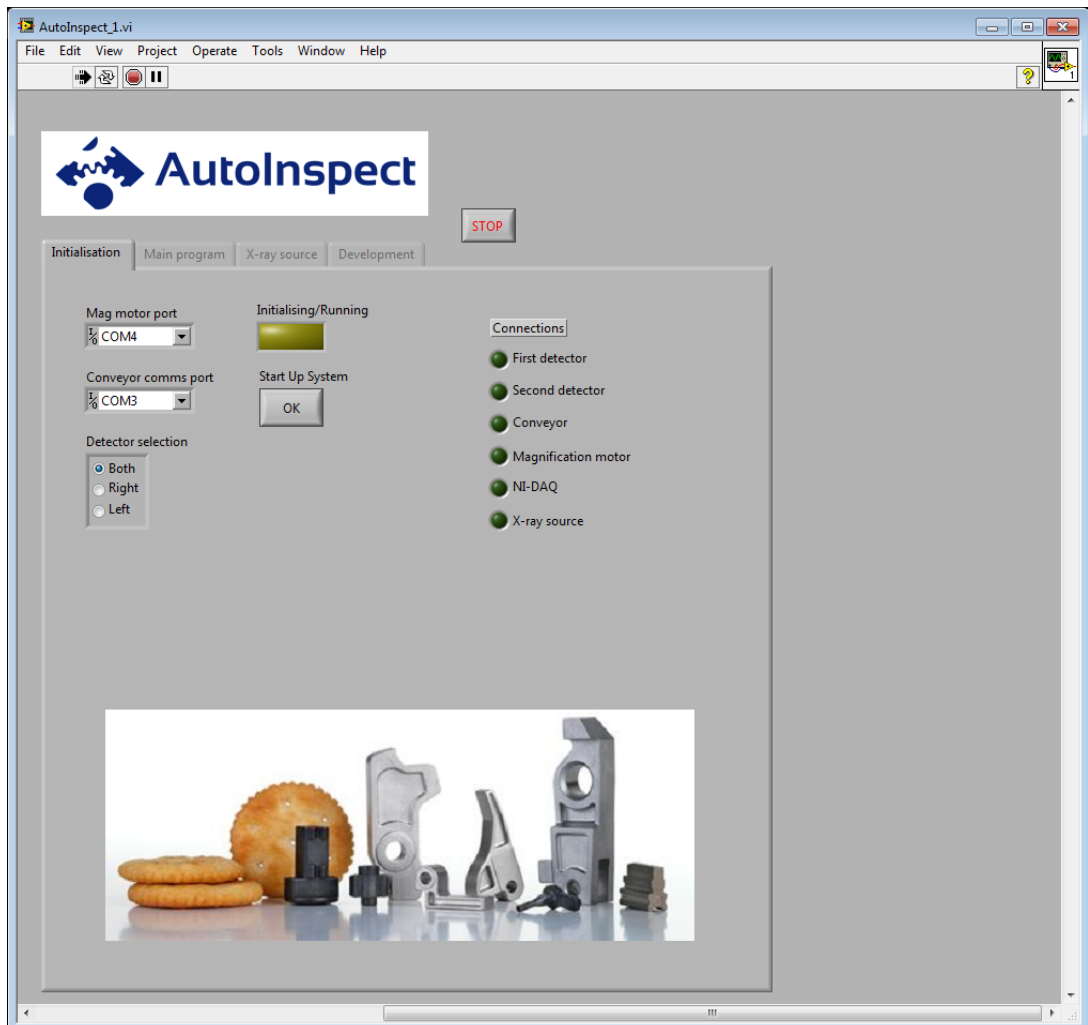 AutoInspect_1.vi
File Edit View Project Operate Tools Window Help
1
AutoInspect
STOP
Initialisation Main program X-ray source Development
Mag motor port
COM4
Conveyor comms port
COM3
Detector selection
Both
Right
Left
Initialising/Running
Start Up System
OK
Connections
First detector
Second detector
Conveyor
Magnification motor
NI-DAQ
X-ray source